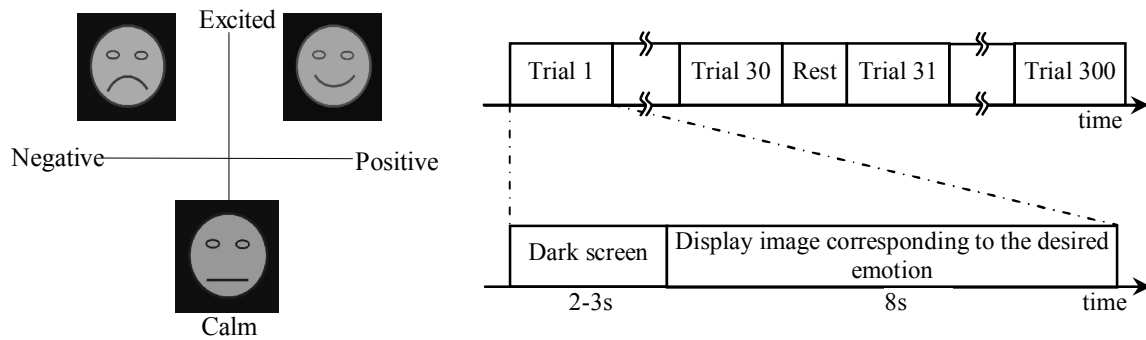 Excited
Negative
Positive
Calm
Trial 1
Trial 30
Rest
Trial 31
Trial 300
time
Dark screen
Display image corresponding to the desired
emotion
2-3s
8s
time